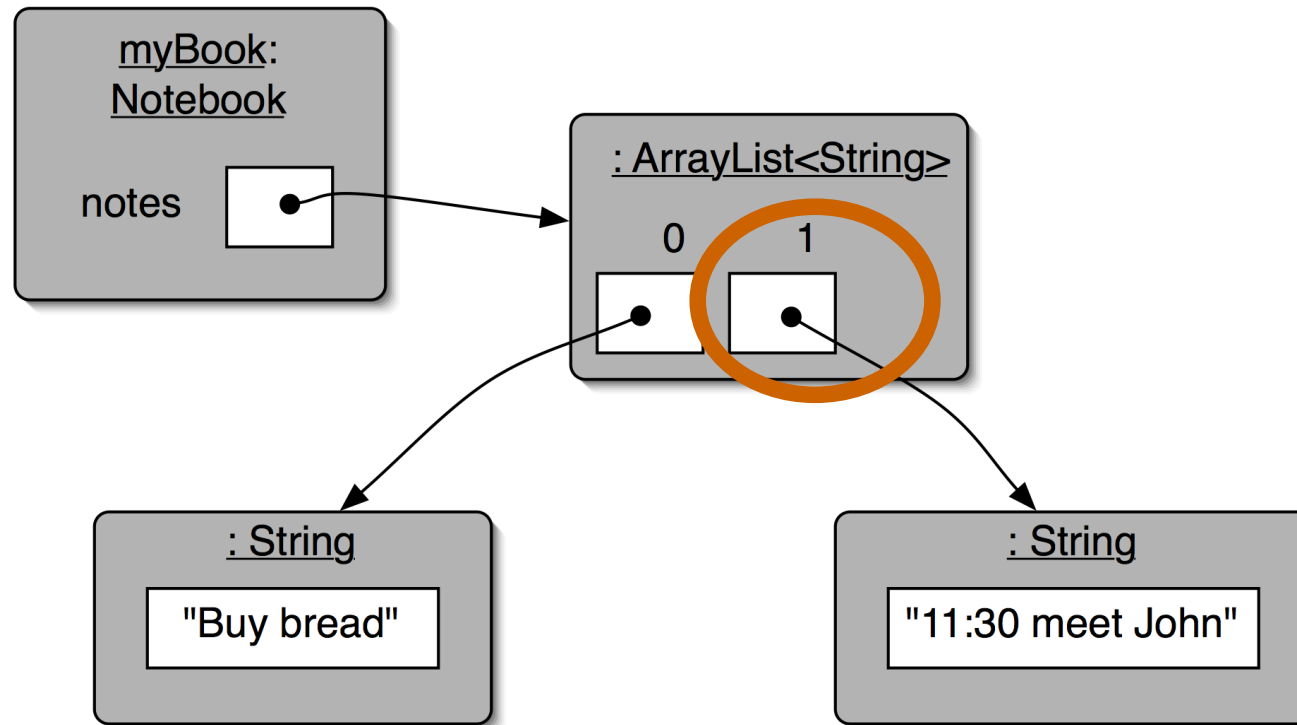 myBook:
Notebook
notes
: ArrayList<String>
0 1
: String
"Buy bread"
: String
"11:30 meet John"